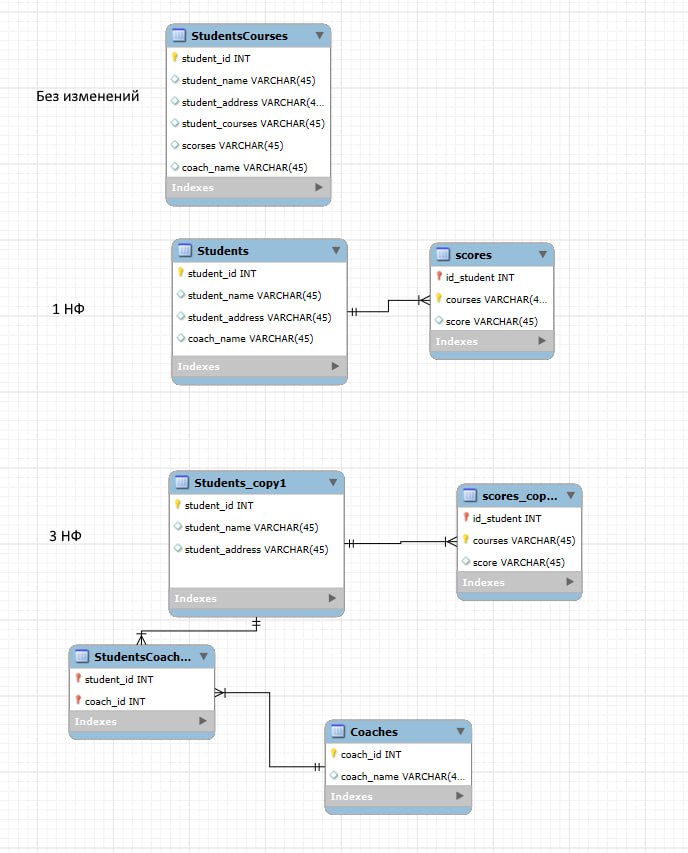 StudentsCourses
student_id INT
student_name VARCHAR(45)
Без изменений
student_address VARCHAR(4...
student_courses VARCHAR(45)
scorses VARCHAR(45)
coach_name VARCHAR(45)
Indexes
1 НФ
Students
student_id INT
student_name VARCHAR(45)
student_address VARCHAR(45)
coach_name VARCHAR(45)
Indexes
scores
id_student INT
courses VARCHAR(4...
score VARCHAR(45)
Indexes
3 НФ
Students_copy1
student_id INT
student_name VARCHAR(45)
student_address VARCHAR(45)
Indexes
scores_cop...
id_student INT
courses VARCHAR(45)
score VARCHAR(45)
Indexes
StudentsCoach...
student_id INT
coach_id INT
Indexes
Coaches
coach_id INT
coach_name VARCHAR(4...
Indexes